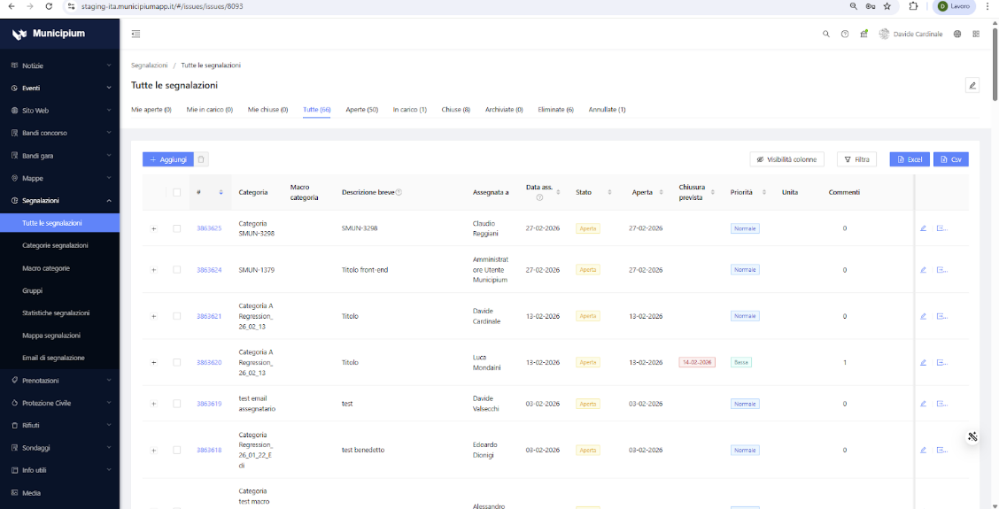 staging-ita.municipiumapp.it/#/issues/issues/8093
D Lavoro
Municipium
Davide Cardinale
Notizie
Eventi
Sito Web
Bandi concorso
Bandi gara
Mappe
Segnalazioni
Tutte le segnalazioni
Categorie segnalazioni
Macro categorie
Gruppi
Statistiche segnalazioni
Mappa segnalazioni
Email di segnalazione
Prenotazioni
Protezione Civile
Rifiuti
Sondaggi
Info utili
Media
Segnalazioni / Tutte le segnalazioni
Tutte le segnalazioni
Mie aperte (0) Mie in carico (0) Mie chiuse (0) Tutte (66) Aperte (50) In carico (1) Chiuse (8) Archiviate (0) Eliminate (6) Annullate (1)
+ Aggiungi Visibilità colonne Filtra Excel Csv
# Categoria Macro categoria Descrizione breve Assegnata a Data ass. Stato Aperta Chiusura prevista Priorità Unita Commenti
3863625 Categoria SMUN-3298 SMUN-3298 Claudio Reggiani 27-02-2026 Aperta 27-02-2026 Normale 0
3863624 SMUN-1379 Titolo front-end Amministratore Utente Municipium 27-02-2026 Aperta 27-02-2026 Normale 0
3863621 Categoria A Regression_26_02_13 Titolo Davide Cardinale 13-02-2026 Aperta 13-02-2026 Normale 0
3863620 Categoria A Regression_26_02_13 Titolo Luca Mondaini 13-02-2026 Aperta 13-02-2026 14-02-2026 Bassa 1
3863619 test email assegnatario test Davide Valsecchi 03-02-2026 Aperta 03-02-2026 Normale 0
3863618 Categoria Regression_26_01_22_Edi test benedetto Edoardo Dionigi 03-02-2026 Aperta 03-02-2026 Normale 0
Categoria test macro Alessandro